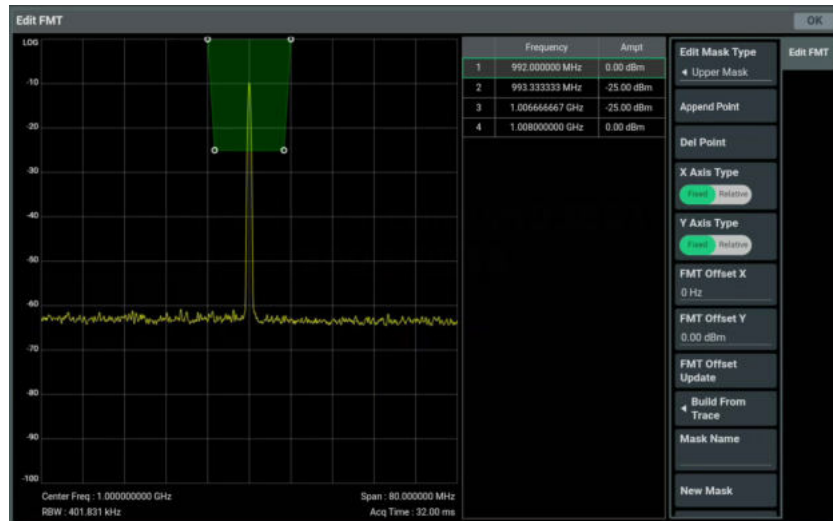 Edit FMT
OK
LOG
-10
-20
-30
-40
-50
-60
-70
-80
-90
-100
Center Freq : 1.000000000 GHz
Span : 80.000000 MHz
RBW : 401.831 kHz
Acq Time : 32.00 ms
Frequency Ampt
1 992.000000 MHz 0.00 dBm
2 993.333333 MHz -25.00 dBm
3 1.006666667 GHz -25.00 dBm
4 1.008000000 GHz 0.00 dBm
Edit Mask Type
Upper Mask
Append Point
Del Point
X Axis Type
Fixed Relative
Y Axis Type
Fixed Relative
FMT Offset X
0 Hz
FMT Offset Y
0.00 dBm
FMT Offset
Update
Build From
Trace
Mask Name
New Mask
Edit FMT